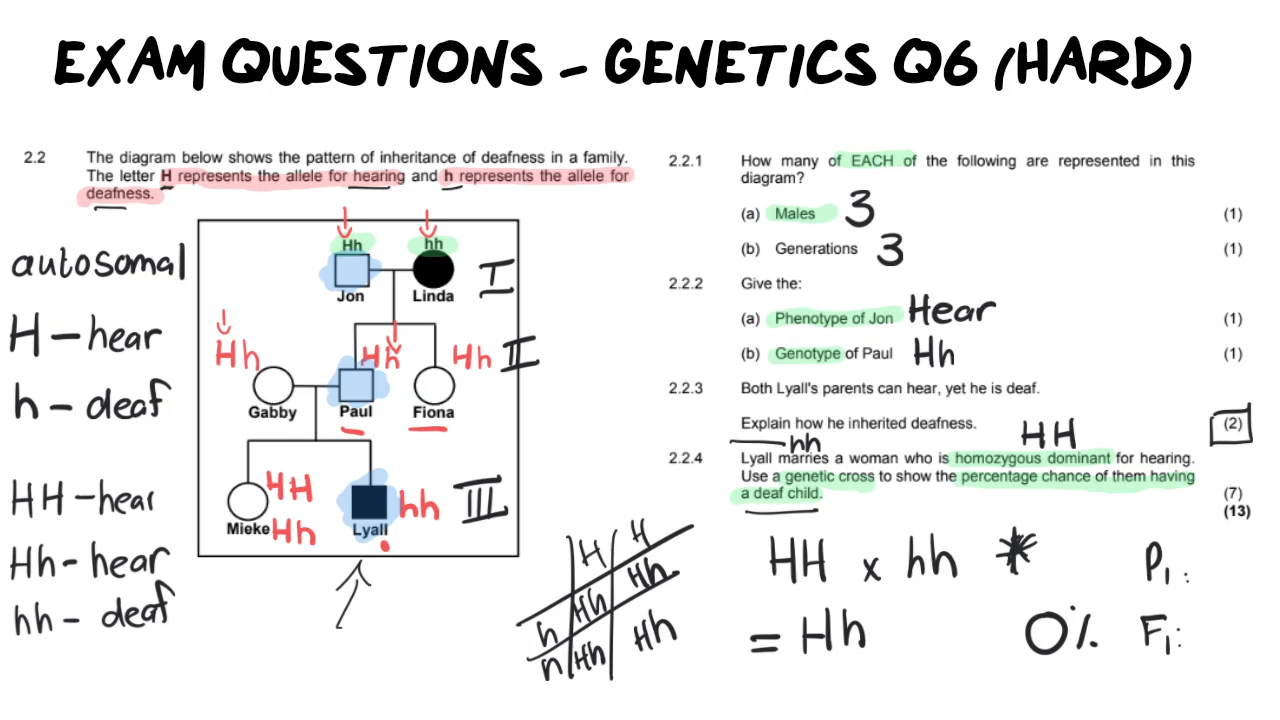 EXAM QUESTIONS - GENETICS Q6 (HARD)
2.2 The diagram below shows the pattern of inheritance of deafness in a family.
The letter H represents the allele for hearing and h represents the allele for
deafness.
autosomal
H - hear
h - deaf
HH - hear
Hh - hear
hh - deaf
Hh hh
Jon Linda I
Hh Hh Hh II
Gabby Paul Fiona
HH hh III
Mieke Hh Lyall
2.2.1 How many of EACH of the following are represented in this
diagram?
(a) Males 3 (1)
(b) Generations 3 (1)
2.2.2 Give the:
(a) Phenotype of Jon Hear (1)
(b) Genotype of Paul Hh (1)
2.2.3 Both Lyall's parents can hear, yet he is deaf.
Explain how he inherited deafness. (2)
hh HH
2.2.4 Lyall marries a woman who is homozygous dominant for hearing.
Use a genetic cross to show the percentage chance of them having
a deaf child. (7)
(13)
H H
h Hh Hh
h Hh Hh
HH x hh * P1:
= Hh 0% F1: